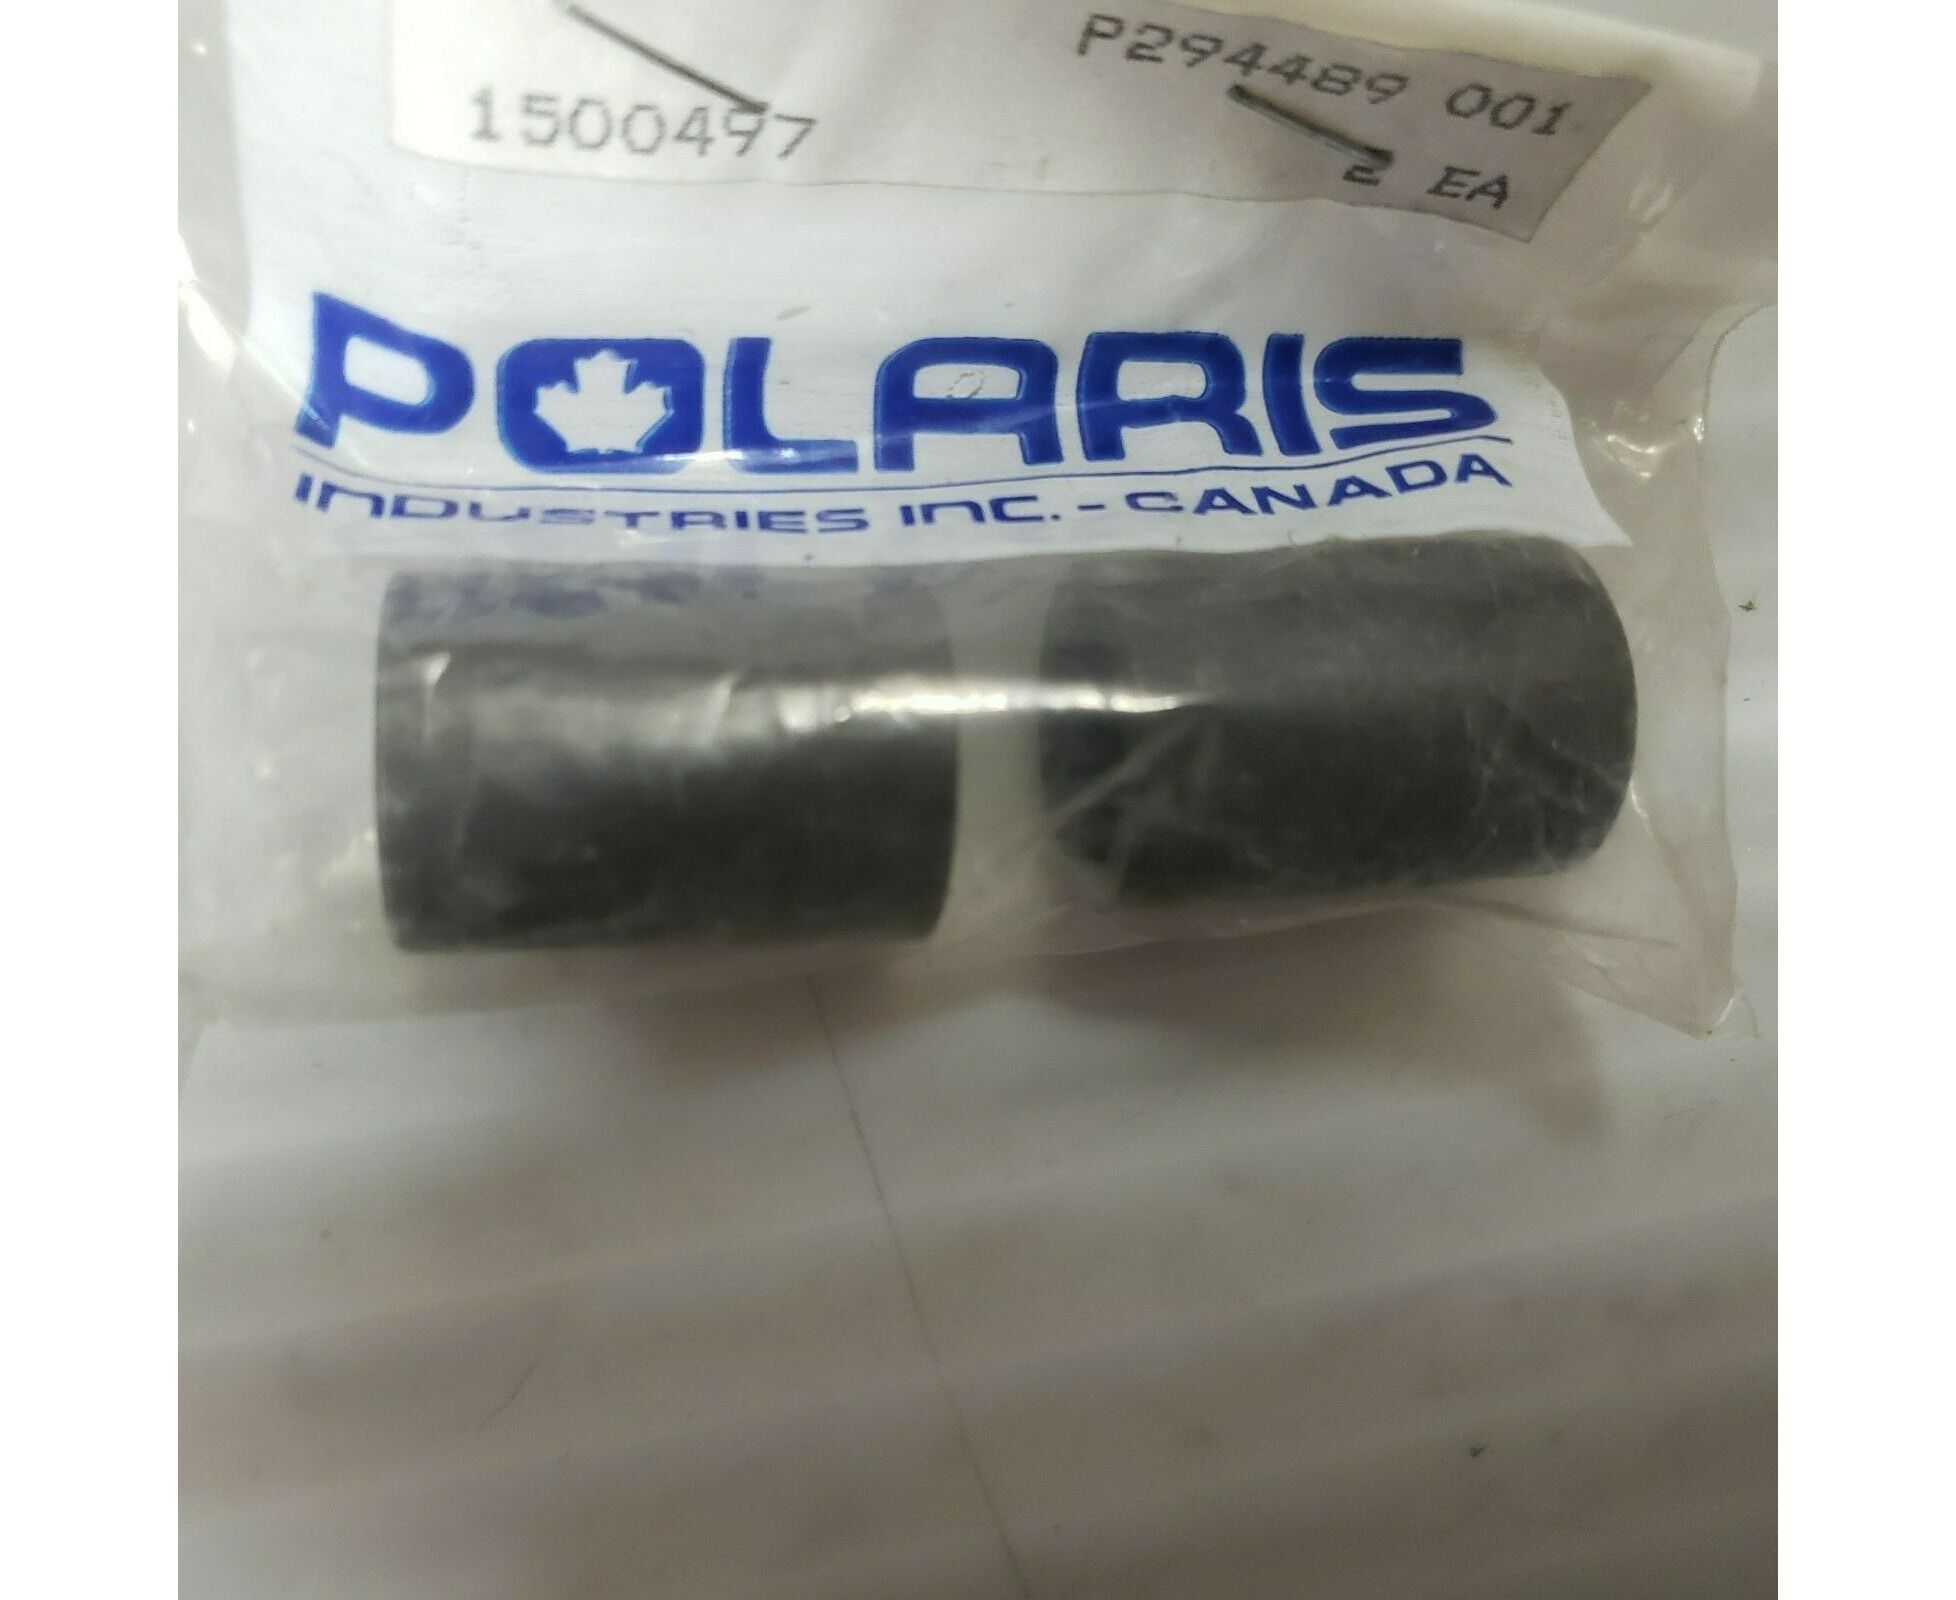 P294489 001
1500497
2 EA
POLARIS
INDUSTRIES INC. - CANADA